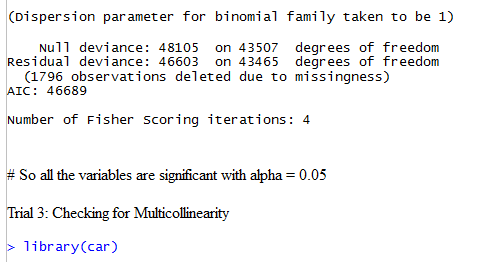 (Dispersion parameter for binomial family taken to be 1)
Null deviance: 48105 on 43507 degrees of freedom
Residual deviance: 46603 on 43465 degrees of freedom
(1796 observations deleted due to missingness)
AIC: 46689
Number of Fisher Scoring iterations: 4
# So all the variables are significant with alpha = 0.05
Trial 3: Checking for Multicollinearity
> library(car)